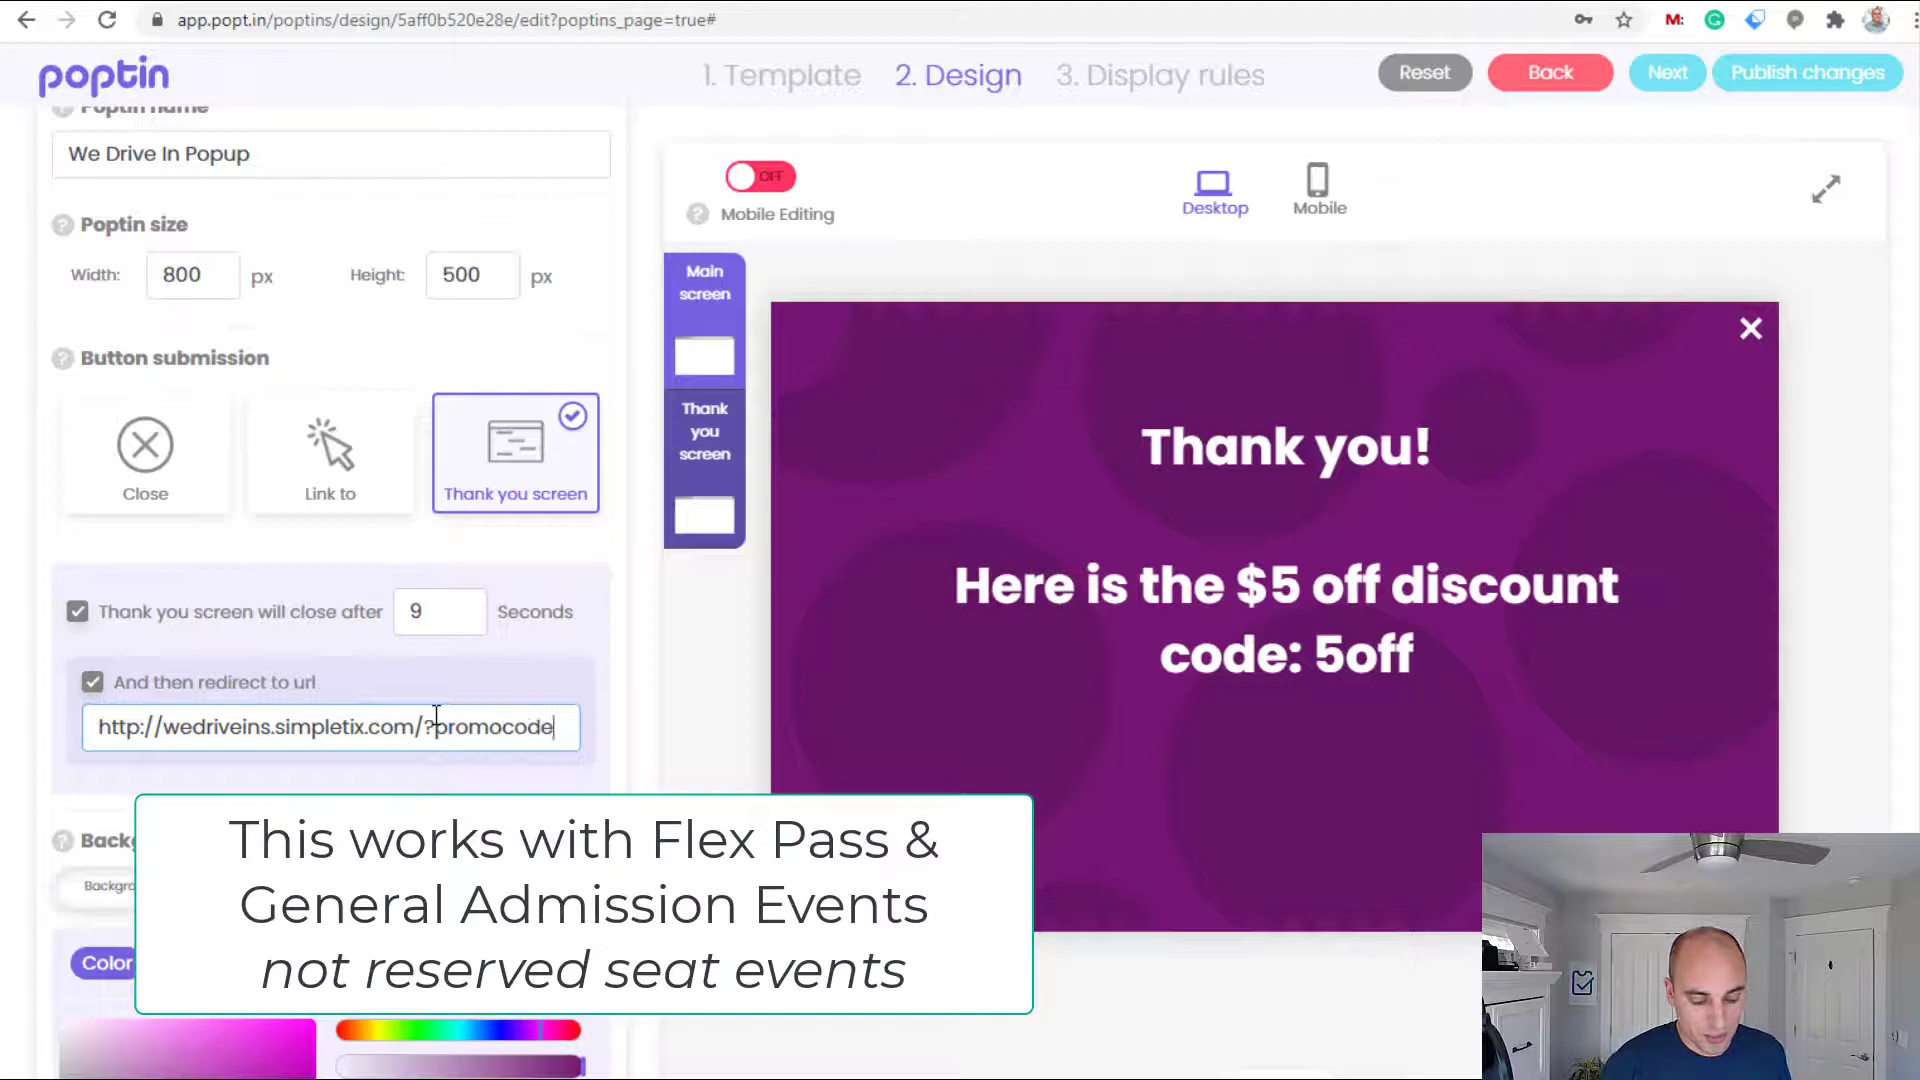 app.popt.in/poptins/design/5aff0b520e28e/edit?poptins_page=true#
M:
poptin
1. Template
2. Design
3. Display rules
Reset
Back
Next
Publish changes
? Poptin name
We Drive In Popup
? Poptin size
Width:
800
px
Height:
500
px
? Button submission
Close
Link to
Thank you screen
Thank you screen will close after
9
Seconds
And then redirect to url
http://wedriveins.simpletix.com/?promocode
? Backg
Backgro
Color
OFF
? Mobile Editing
Desktop
Mobile
Main
screen
Thank
you
screen
Thank you!
Here is the $5 off discount
code: 5off
This works with Flex Pass &
General Admission Events
not reserved seat events